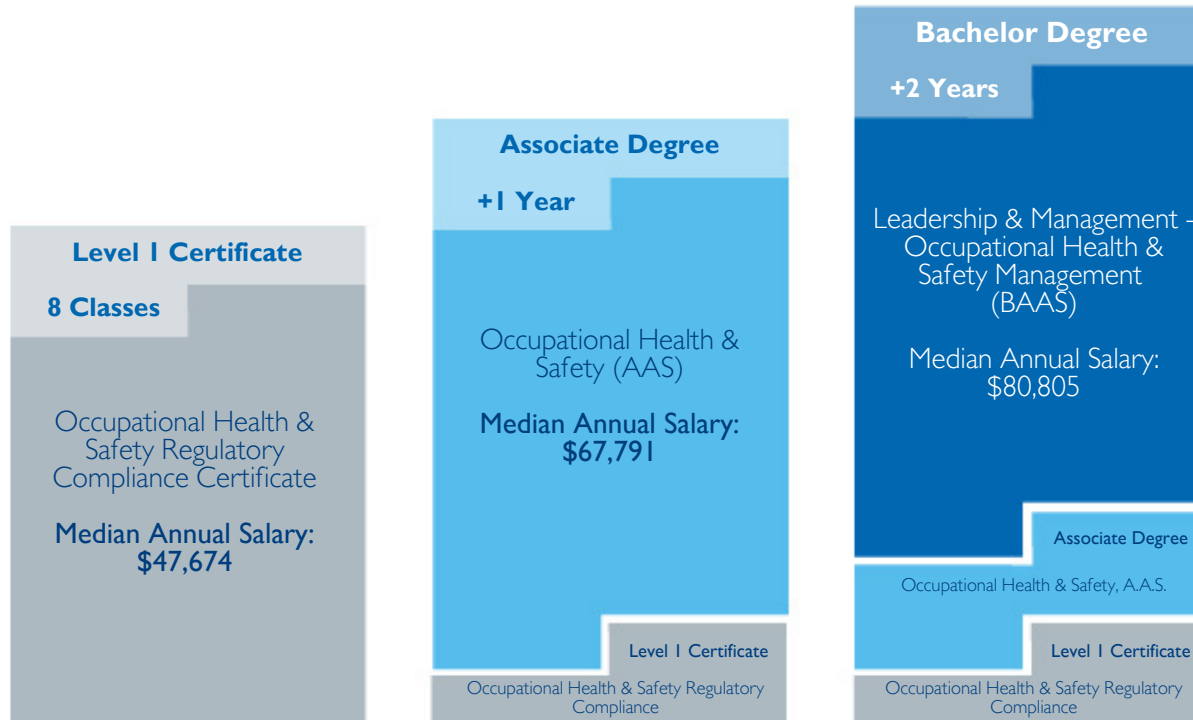 Level 1 Certificate
8 Classes
Occupational Health &
Safety Regulatory
Compliance Certificate
Median Annual Salary:
$47,674
Associate Degree
+1 Year
Occupational Health &
Safety (AAS)
Median Annual Salary:
$67,791
Level 1 Certificate
Occupational Health & Safety Regulatory
Compliance
Bachelor Degree
+2 Years
Leadership & Management -
Occupational Health &
Safety Management
(BAAS)
Median Annual Salary:
$80,805
Associate Degree
Occupational Health & Safety, A.A.S.
Level 1 Certificate
Occupational Health & Safety Regulatory
Compliance